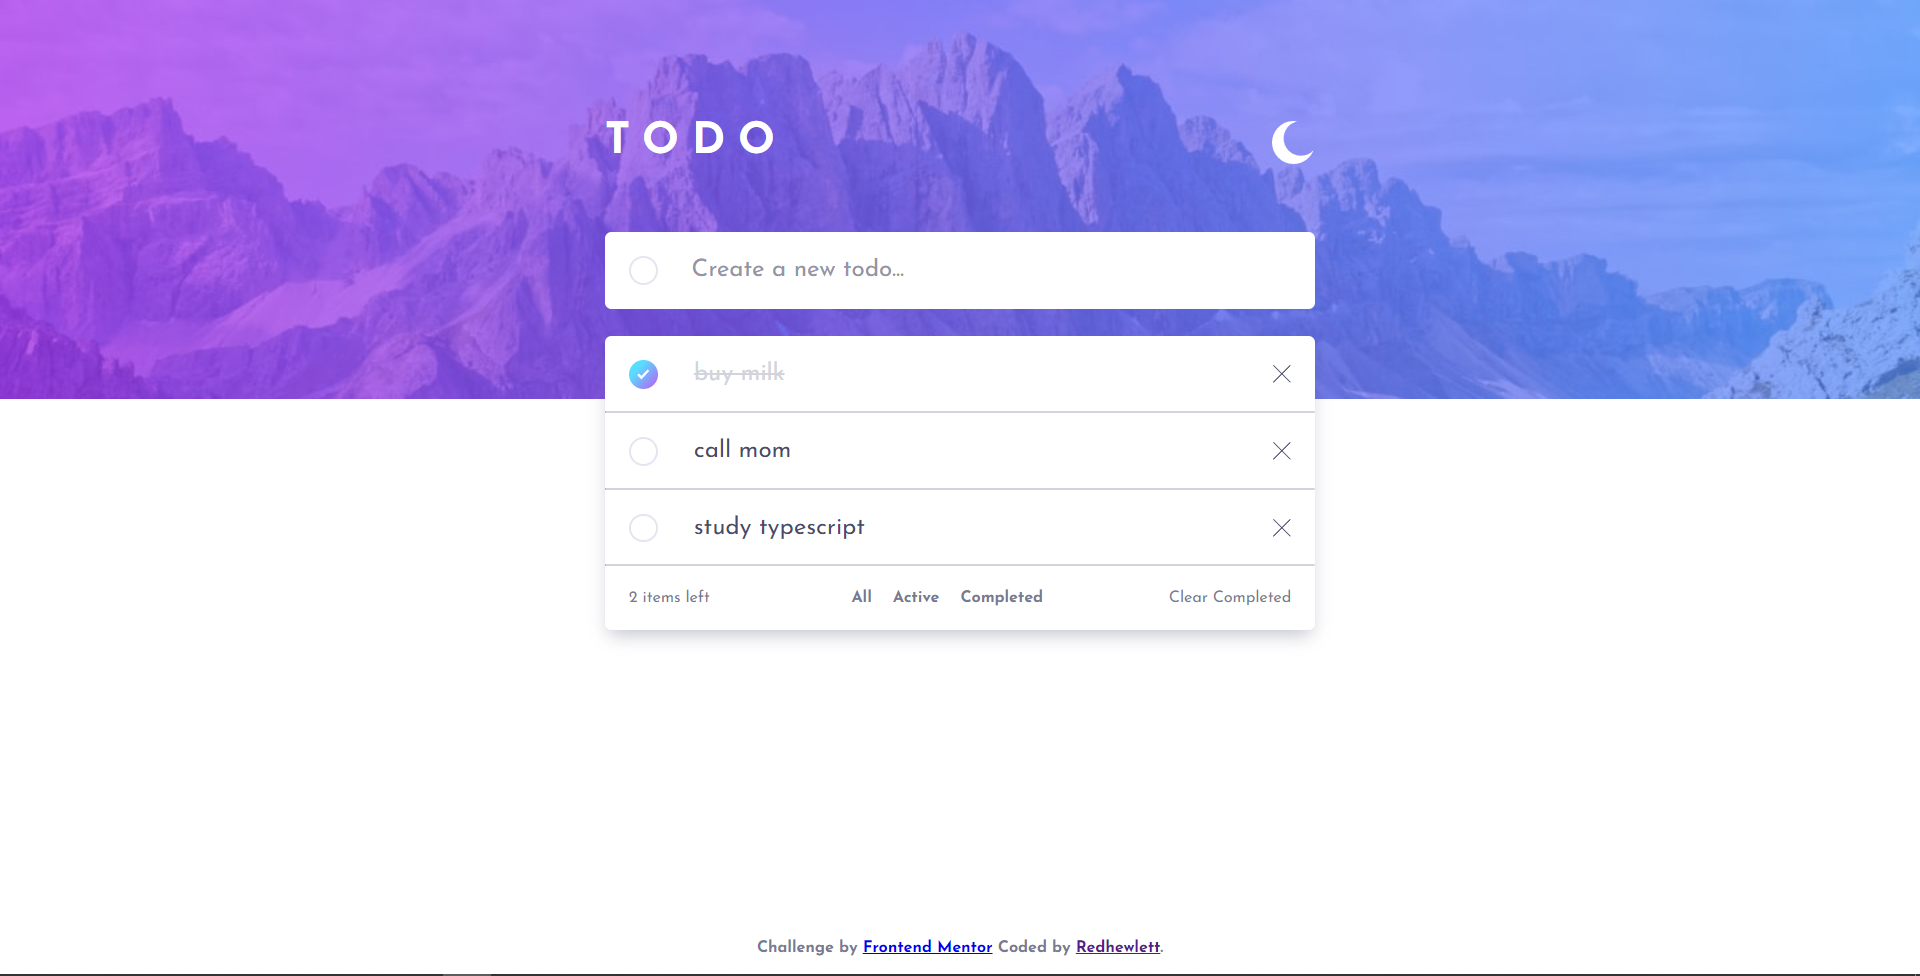 TODO
Create a new todo...
buy milk
call mom
study typescript
2 items left All Active Completed Clear Completed
Challenge by Frontend Mentor Coded by Redhewlett.